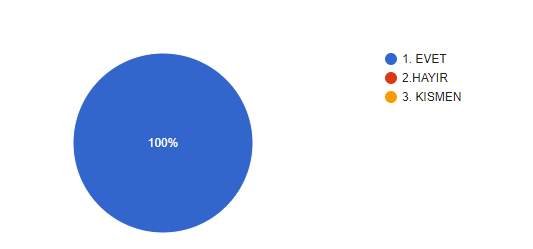 1. EVET
2.HAYIR
3. KISMEN
100%